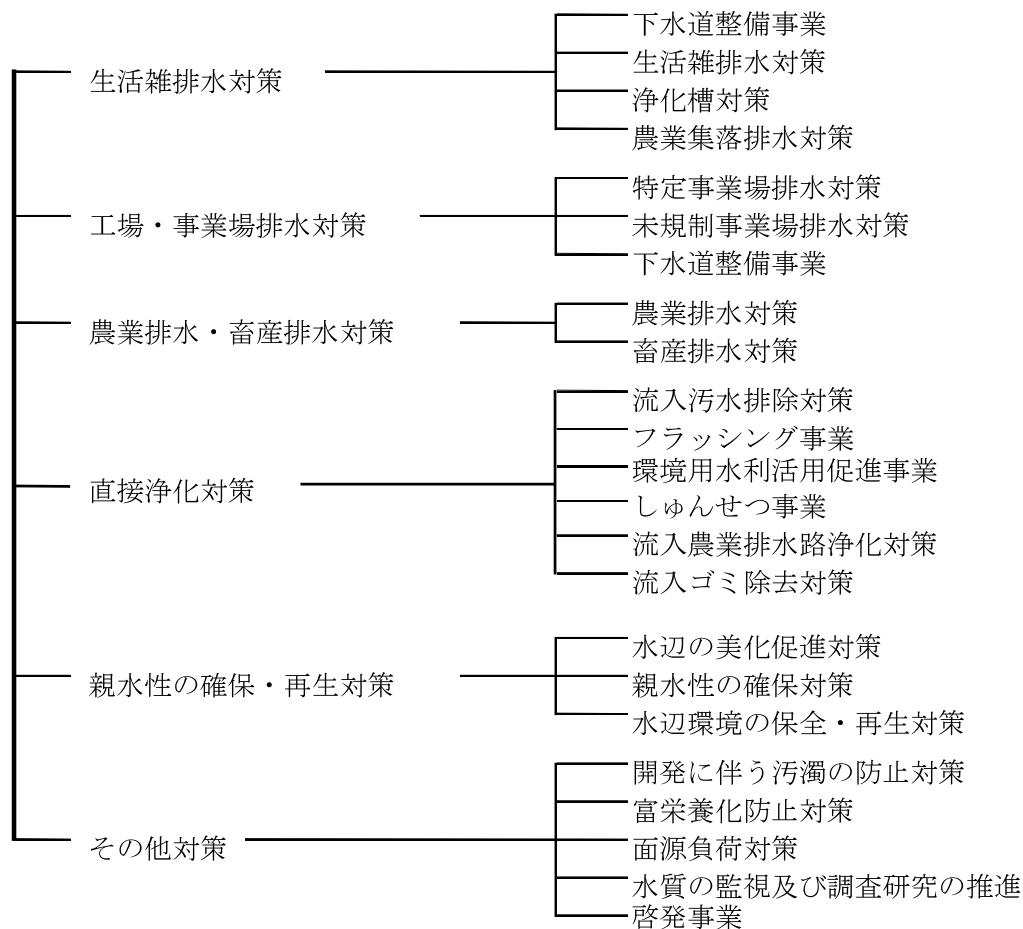 生活雑排水対策
下水道整備事業
生活雑排水対策
浄化槽対策
農業集落排水対策
工場・事業場排水対策
特定事業場排水対策
未規制事業場排水対策
下水道整備事業
農業排水・畜産排水対策
農業排水対策
畜産排水対策
直接浄化対策
流入汚水排除対策
フラッシング事業
環境用水利活用促進事業
しゅんせつ事業
流入農業排水路浄化対策
流入ゴミ除去対策
親水性の確保・再生対策
水辺の美化促進対策
親水性の確保対策
水辺環境の保全・再生対策
その他対策
開発に伴う汚濁の防止対策
富栄養化防止対策
面源負荷対策
水質の監視及び調査研究の推進
啓発事業